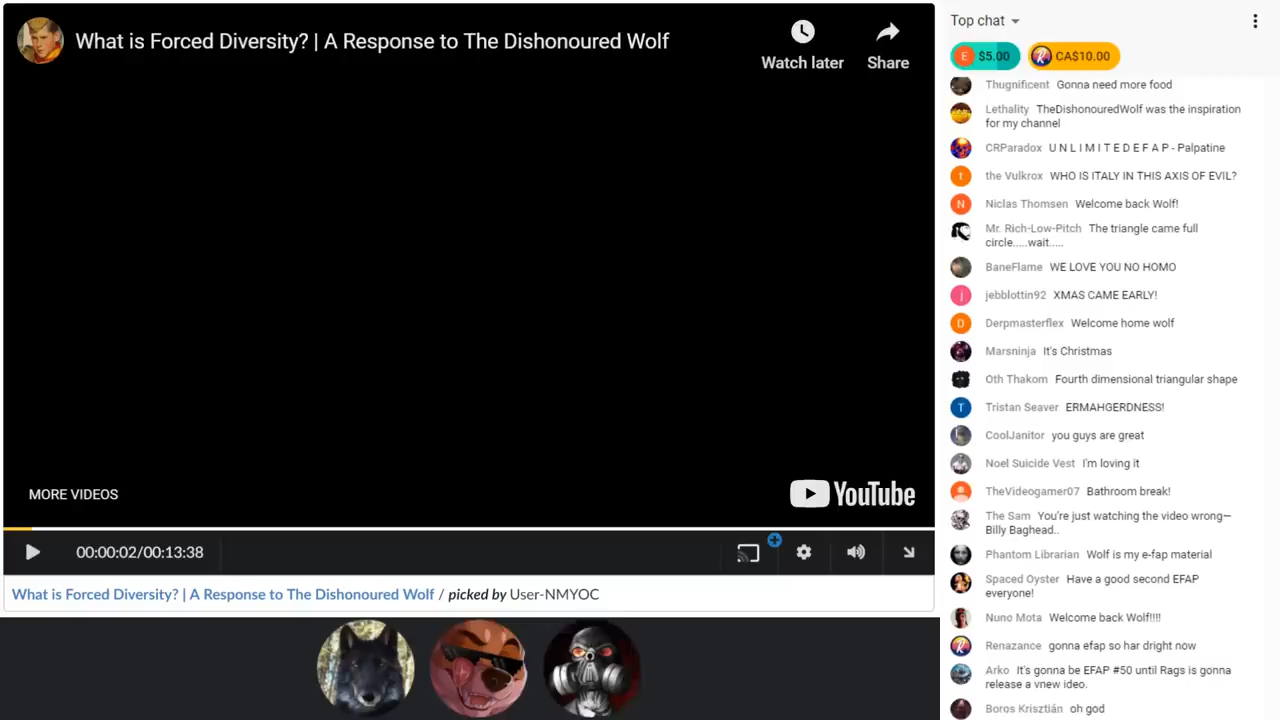 What is Forced Diversity? | A Response to The Dishonoured Wolf
Watch later
Share
MORE VIDEOS
YouTube
00:00:02/00:13:38
What is Forced Diversity? | A Response to The Dishonoured Wolf / picked by User-NMYOC
Top chat
E $5.00
CA$10.00
Thugnificent Gonna need more food
Lethality TheDishonouredWolf was the inspiration
for my channel
CRParadox U N L I M I T E D E F A P - Palpatine
t the Vulkrox WHO IS ITALY IN THIS AXIS OF EVIL?
N Niclas Thomsen Welcome back Wolf!
Mr. Rich-Low-Pitch The triangle came full
circle.....wait.....
BaneFlame WE LOVE YOU NO HOMO
j jebblottin92 XMAS CAME EARLY!
D Derpmasterflex Welcome home wolf
Marsninja It's Christmas
Oth Thakom Fourth dimensional triangular shape
T Tristan Seaver ERMAHGERDNESS!
CoolJanitor you guys are great
Noel Suicide Vest I'm loving it
TheVideogamer07 Bathroom break!
The Sam You're just watching the video wrong—
Billy Baghead..
Phantom Librarian Wolf is my e-fap material
Spaced Oyster Have a good second EFAP
everyone!
Nuno Mota Welcome back Wolf!!!!
Renazance gonna efap so har dright now
Arko It's gonna be EFAP #50 until Rags is gonna
release a vnew ideo.
Boros Krisztián oh god